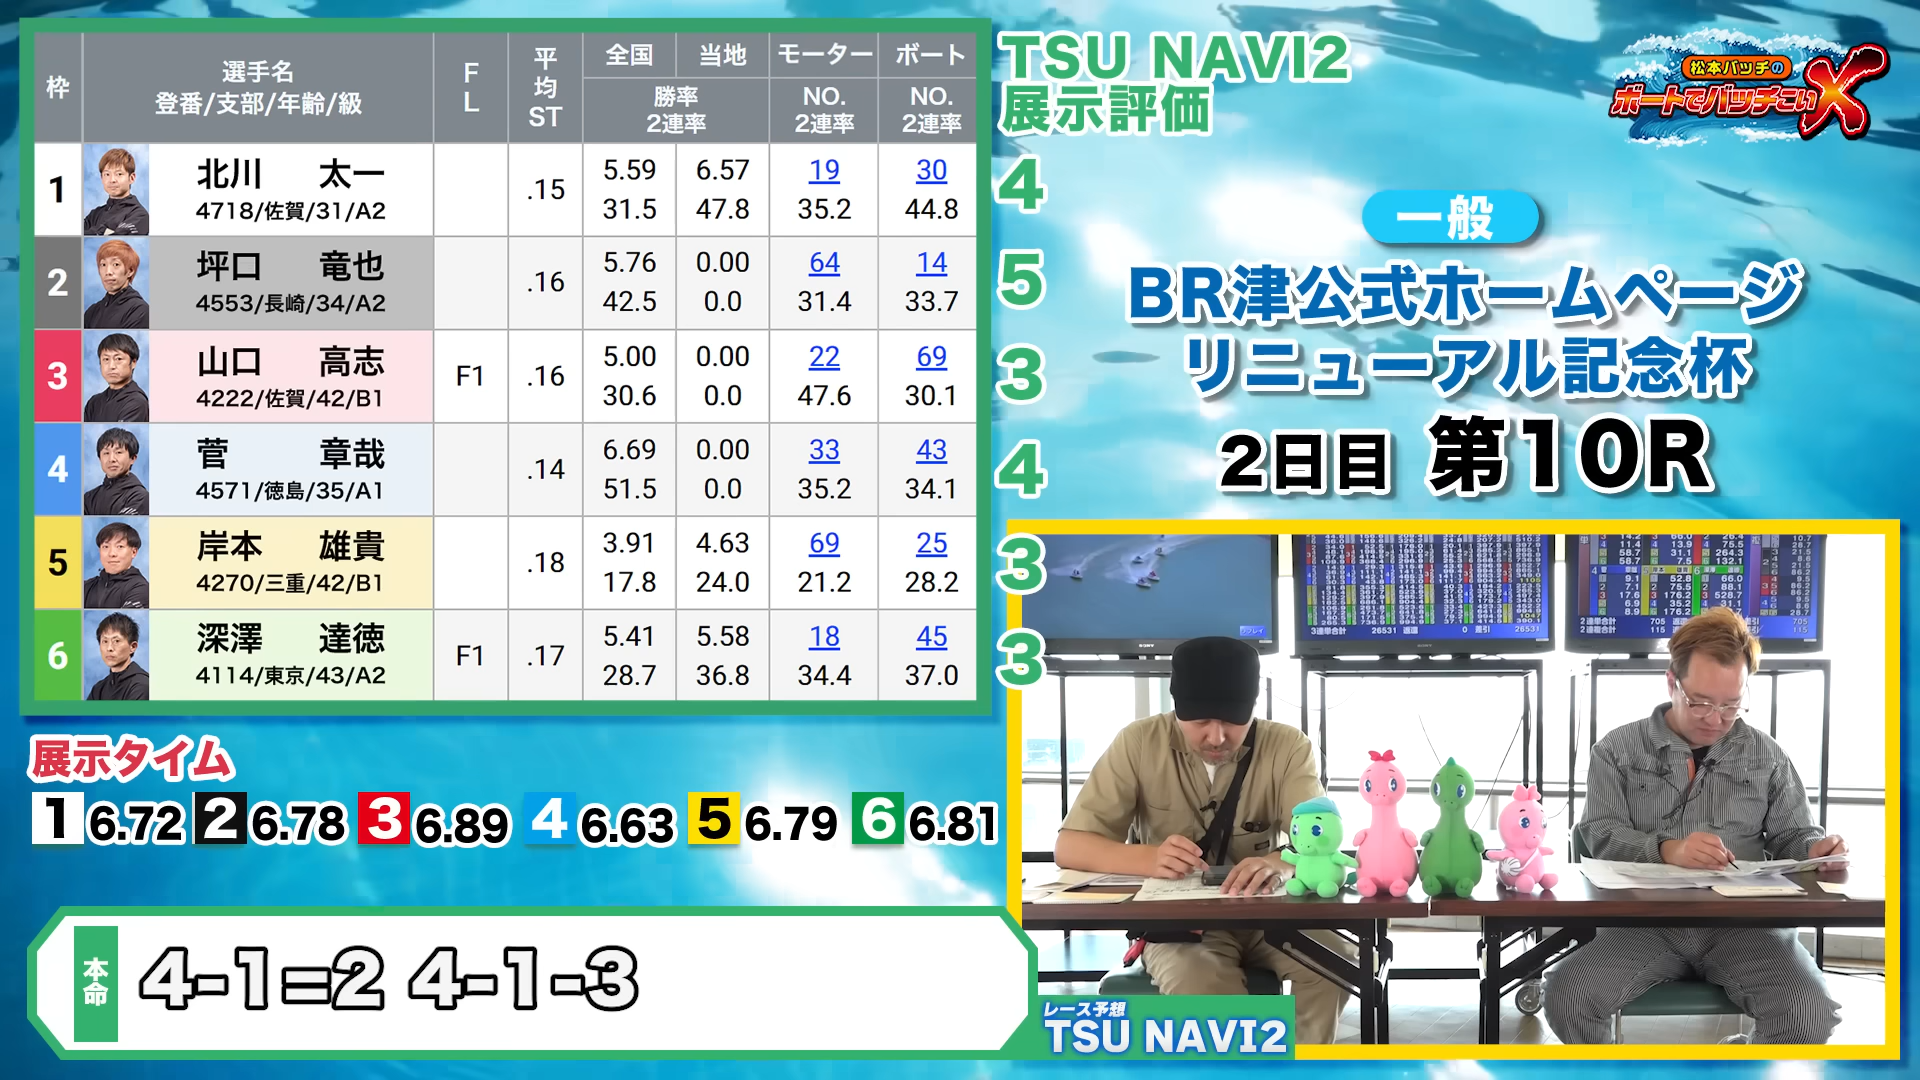 枠 選手名 登番/支部/年齢/級 FL 平均ST 全国 当地 モーター ボート
勝率 2連率 NO. 2連率 NO. 2連率
1 北川 太一 .15 5.59 6.57 19 30
4718/佐賀/31/A2 31.5 47.8 35.2 44.8
2 坪口 竜也 .16 5.76 0.00 64 14
4553/長崎/34/A2 42.5 0.0 31.4 33.7
3 山口 高志 F1 .16 5.00 0.00 22 69
4222/佐賀/42/B1 30.6 0.0 47.6 30.1
4 菅 章哉 .14 6.69 0.00 33 43
4571/徳島/35/A1 51.5 0.0 35.2 34.1
5 岸本 雄貴 .18 3.91 4.63 69 25
4270/三重/42/B1 17.8 24.0 21.2 28.2
6 深澤 達徳 F1 .17 5.41 5.58 18 45
4114/東京/43/A2 28.7 36.8 34.4 37.0
TSU NAVI2
展示評価
4
5
3
4
3
3
松本バッチの
ボートでバッチこいX
一般
BR津公式ホームページ
リニューアル記念杯
2日目 第10R
展示タイム
1 6.72 2 6.78 3 6.89 4 6.63 5 6.79 6 6.81
本命 4-1=2 4-1-3
レース予想
TSU NAVI2